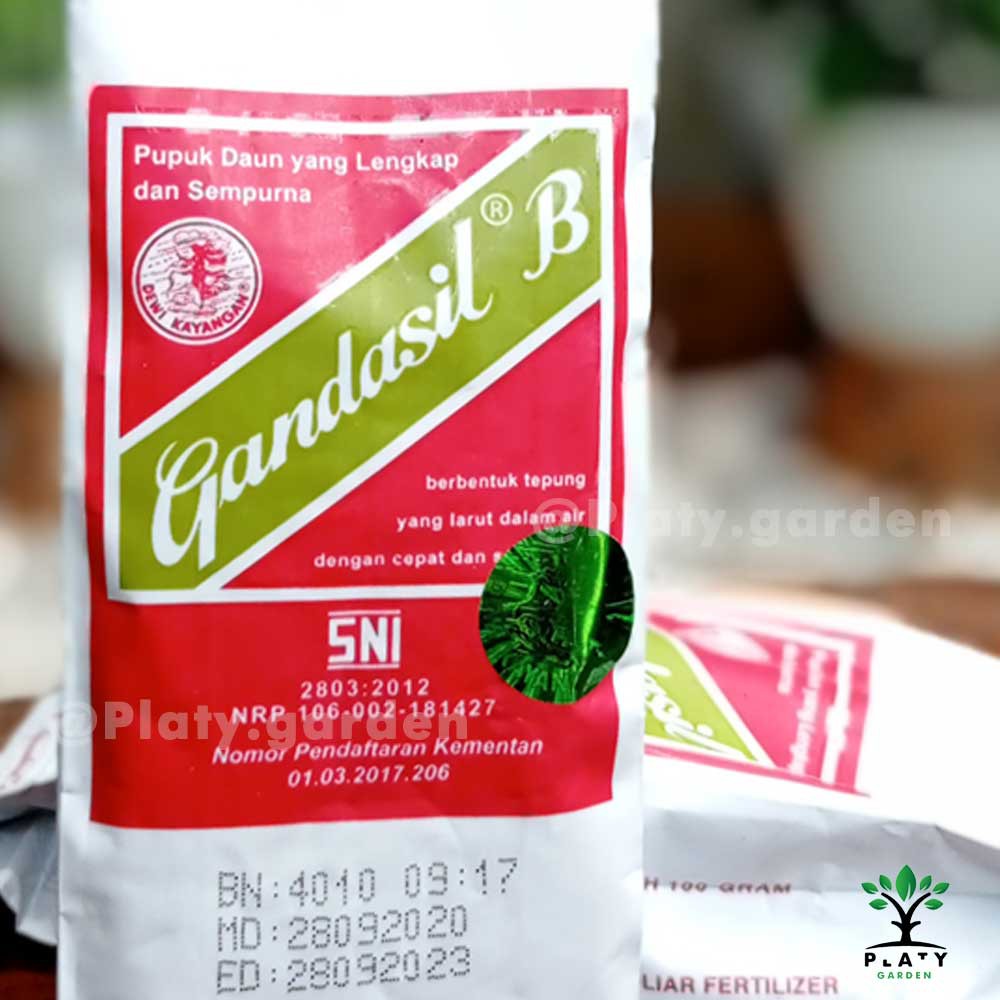 Pupuk Daun yang Lengkap
dan Sempurna
Gandasil® B
DEWI KAYANGAN®
berbentuk tepung
yang larut dalam air
dengan cepat dan
SNI
2803:2012
NRP 106-002-181427
Nomor Pendaftaran Kementan
01.03.2017.206
BN:4010 09:17
MD:28092020
ED:28092023
@Platy.garden
@Platy.garden
100 GRAM
LIAR FERTILIZER
PLATY
GARDEN